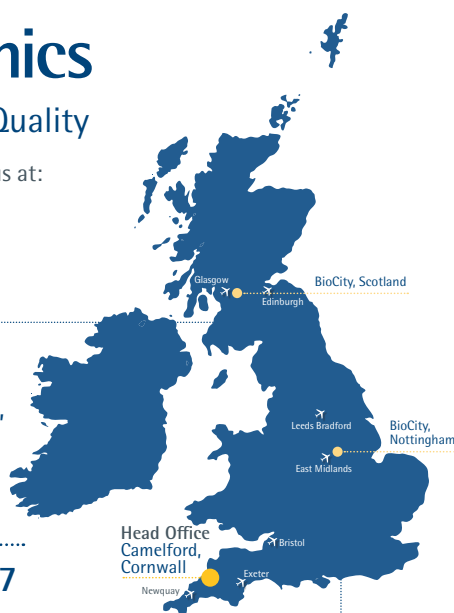 nics
Quality
us at:
Glasgow
BioCity, Scotland
Edinburgh
,
Leeds Bradford
BioCity,
Nottingham
East Midlands
Head Office
Camelford,
Cornwall
Bristol
7
Exeter
Newquay